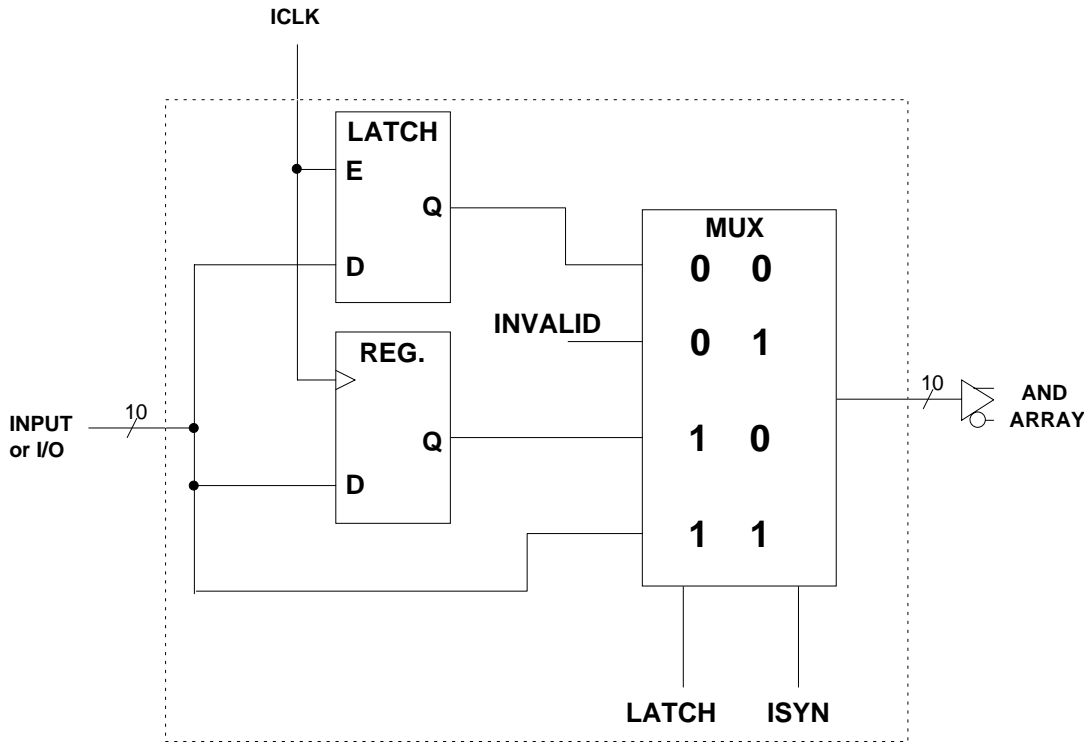 ICLK
LATCH
E
Q
D
MUX
0 0
INVALID
0 1
REG.
10
INPUT
or I/O
Q
1 0
D
1 1
10
AND
ARRAY
LATCH
ISYN